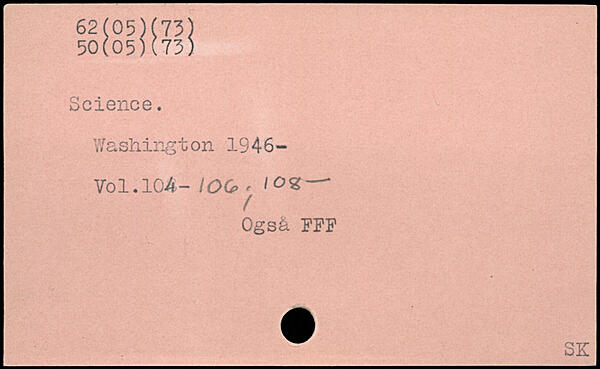 62(05)(73)
50(05)(73)
Science.
Washington 1946-
Vol.104-106; 108-
Også FFF
SK